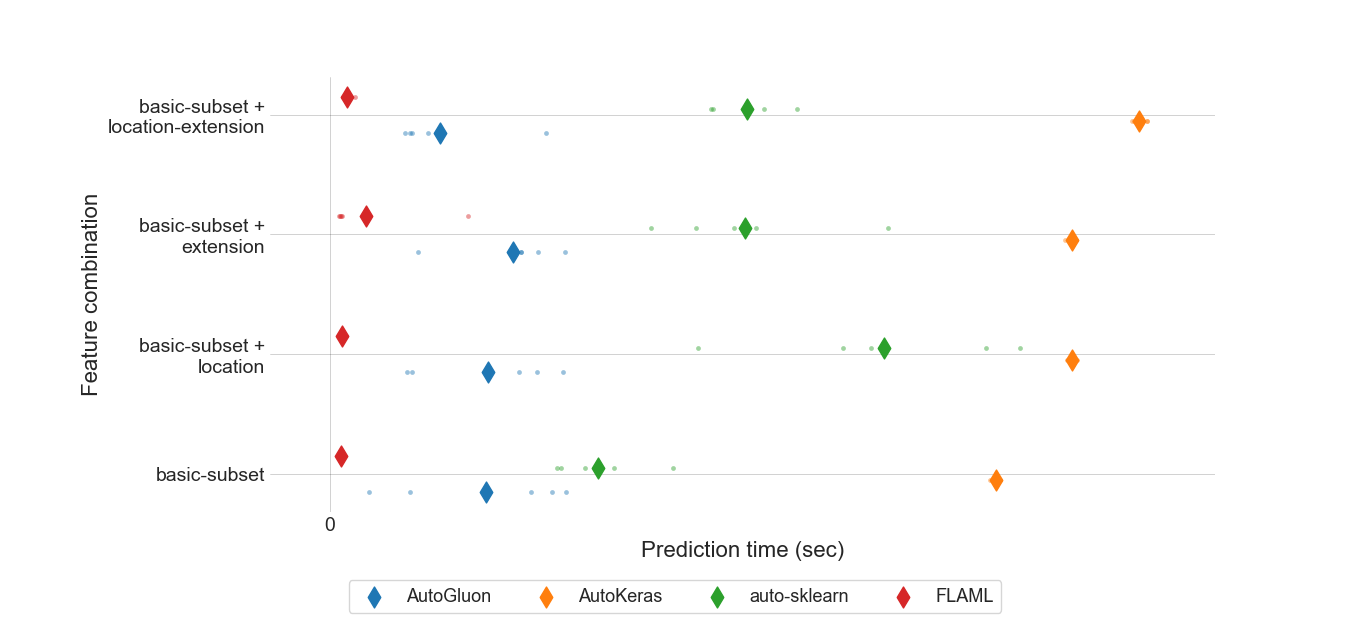 basic-subset +
location-extension
basic-subset +
extension
basic-subset +
location
basic-subset
Feature combination
0
Prediction time (sec)
AutoGluon
AutoKeras
auto-sklearn
FLAML